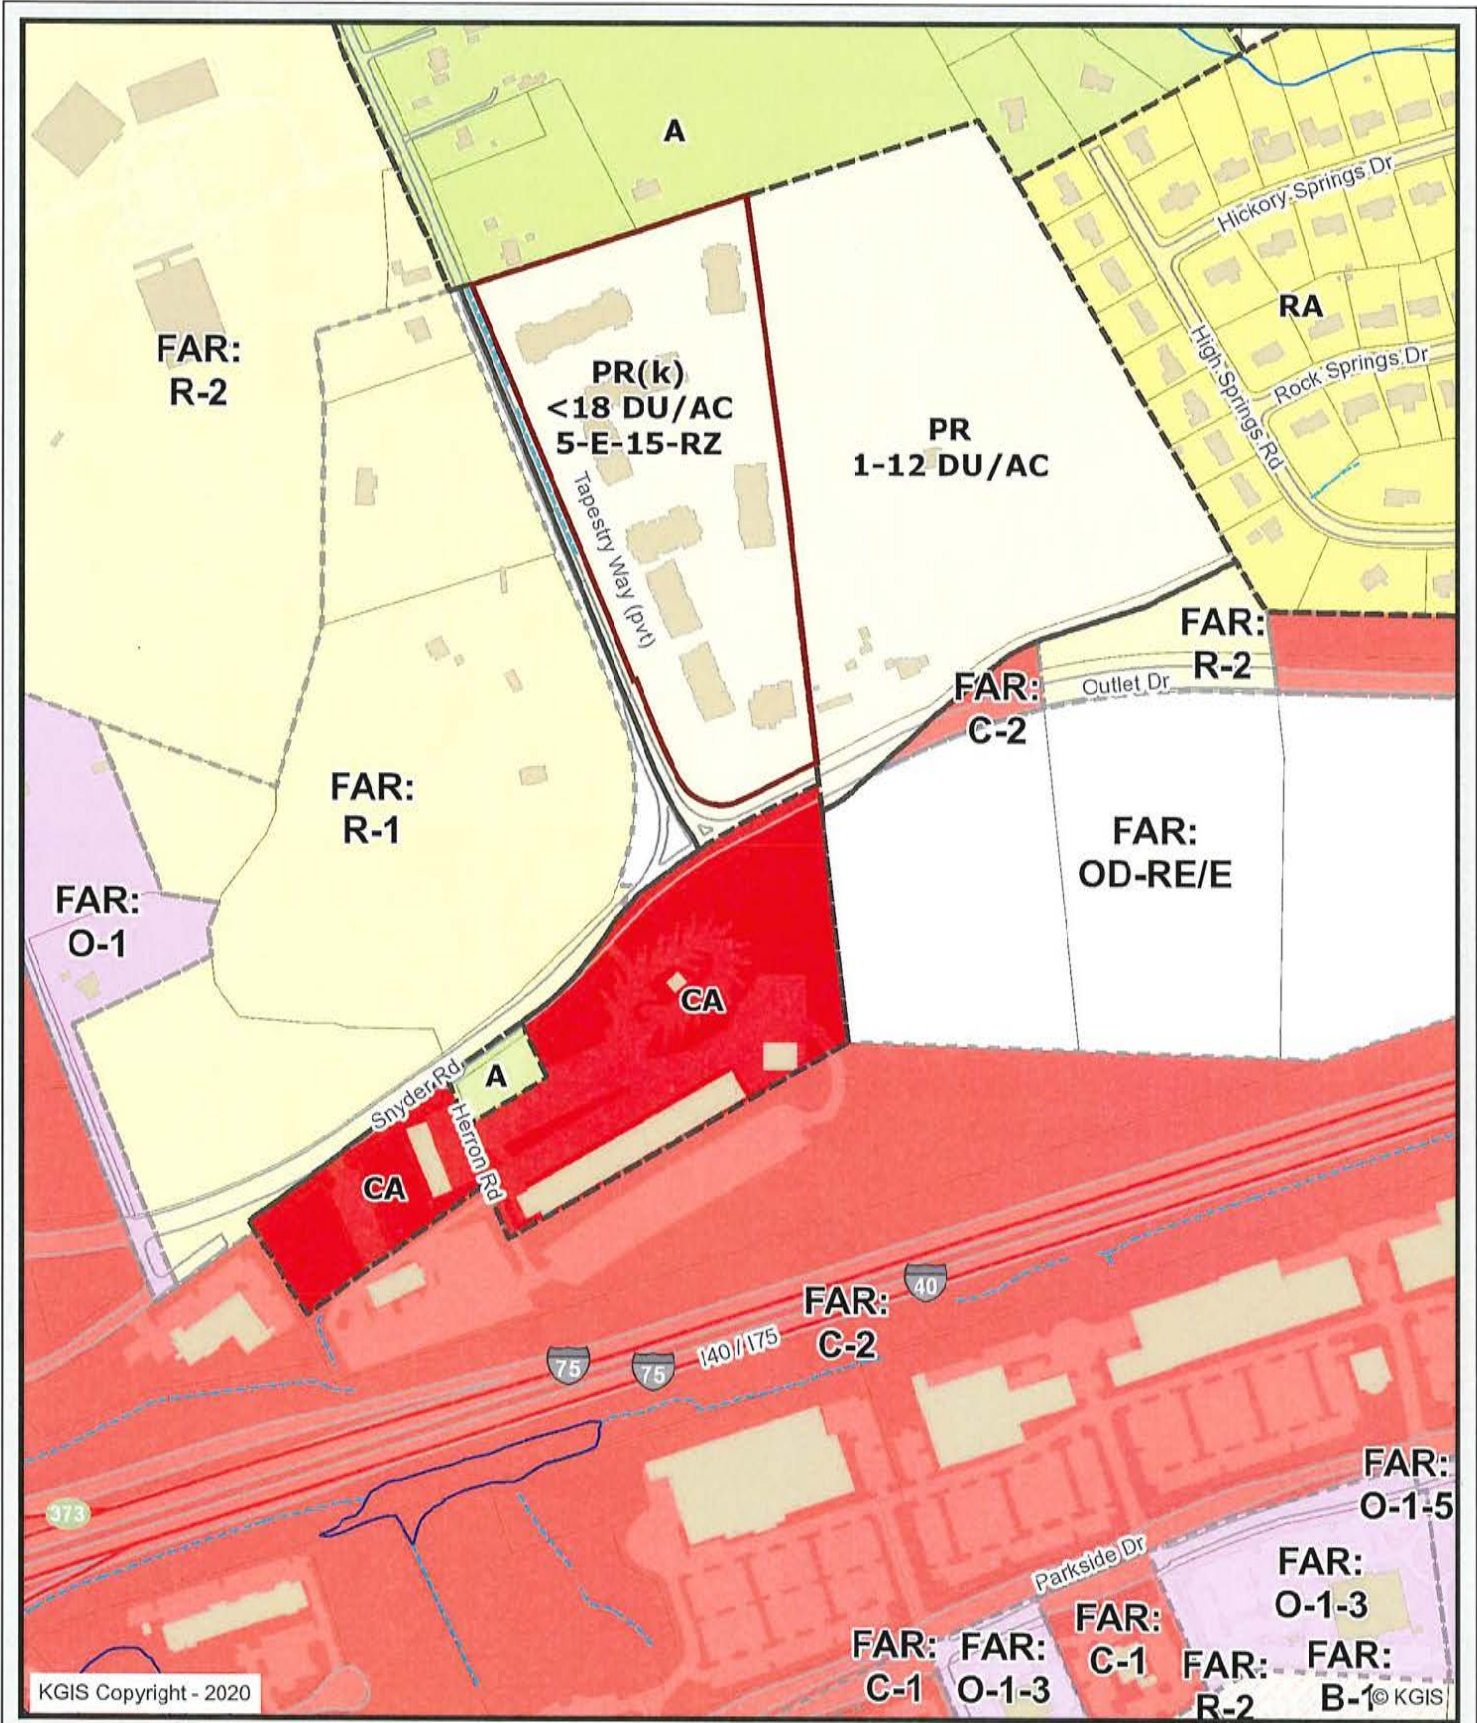 A
Hickory Springs Dr
RA
FAR:
R-2
High Springs Rd
Rock Springs Dr
PR(k)
<18 DU/AC
5-E-15-RZ
PR
1-12 DU/AC
Tapestry Way (pvt)
FAR:
R-2
FAR:
C-2
Outlet Dr
FAR:
R-1
FAR:
OD-RE/E
FAR:
O-1
CA
A
Snyder Rd
Herron Rd
CA
40
FAR:
C-2
75
75
I40 / I75
373
FAR:
O-1-5
Parkside Dr
FAR:
O-1-3
FAR:
C-1
FAR:
C-1
FAR:
O-1-3
FAR:
R-2
FAR:
B-1
KGIS Copyright - 2020
© KGIS